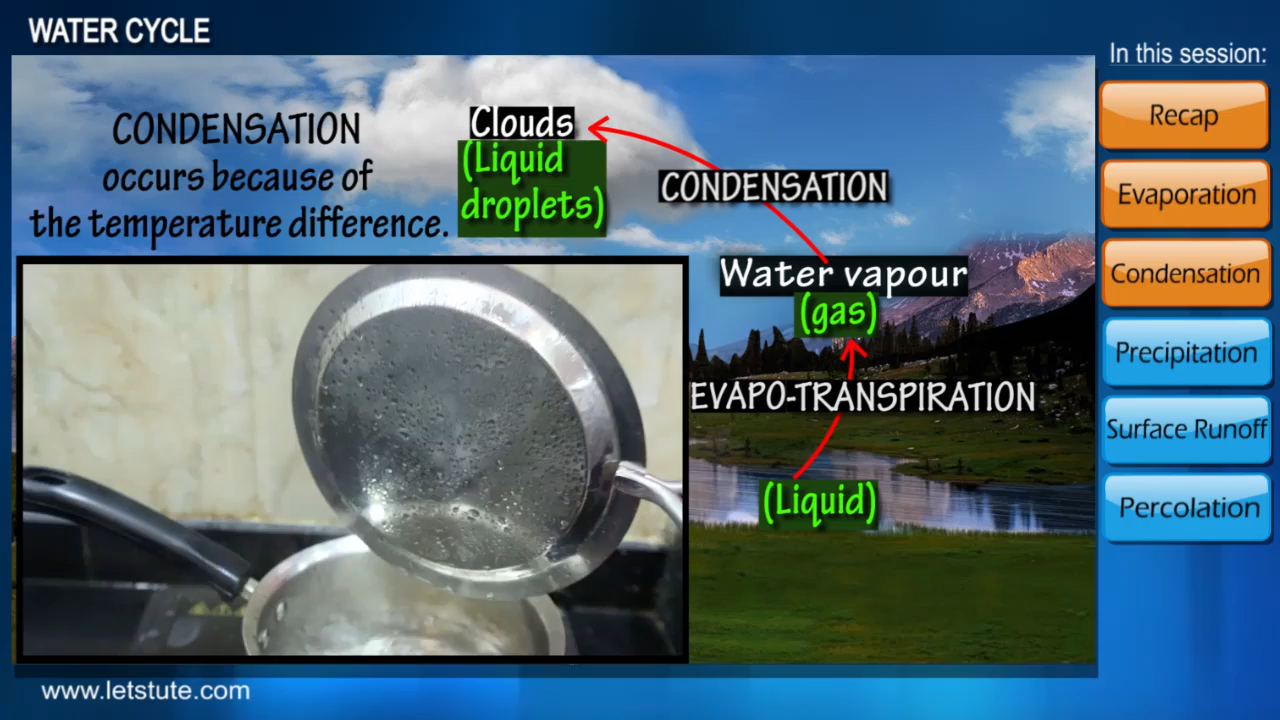 WATER CYCLE
In this session:
CONDENSATION
occurs because of
the temperature difference.
Clouds
(Liquid
droplets)
CONDENSATION
Water vapour
(gas)
EVAPO-TRANSPIRATION
(Liquid)
Recap
Evaporation
Condensation
Precipitation
Surface Runoff
Percolation
www.letstute.com